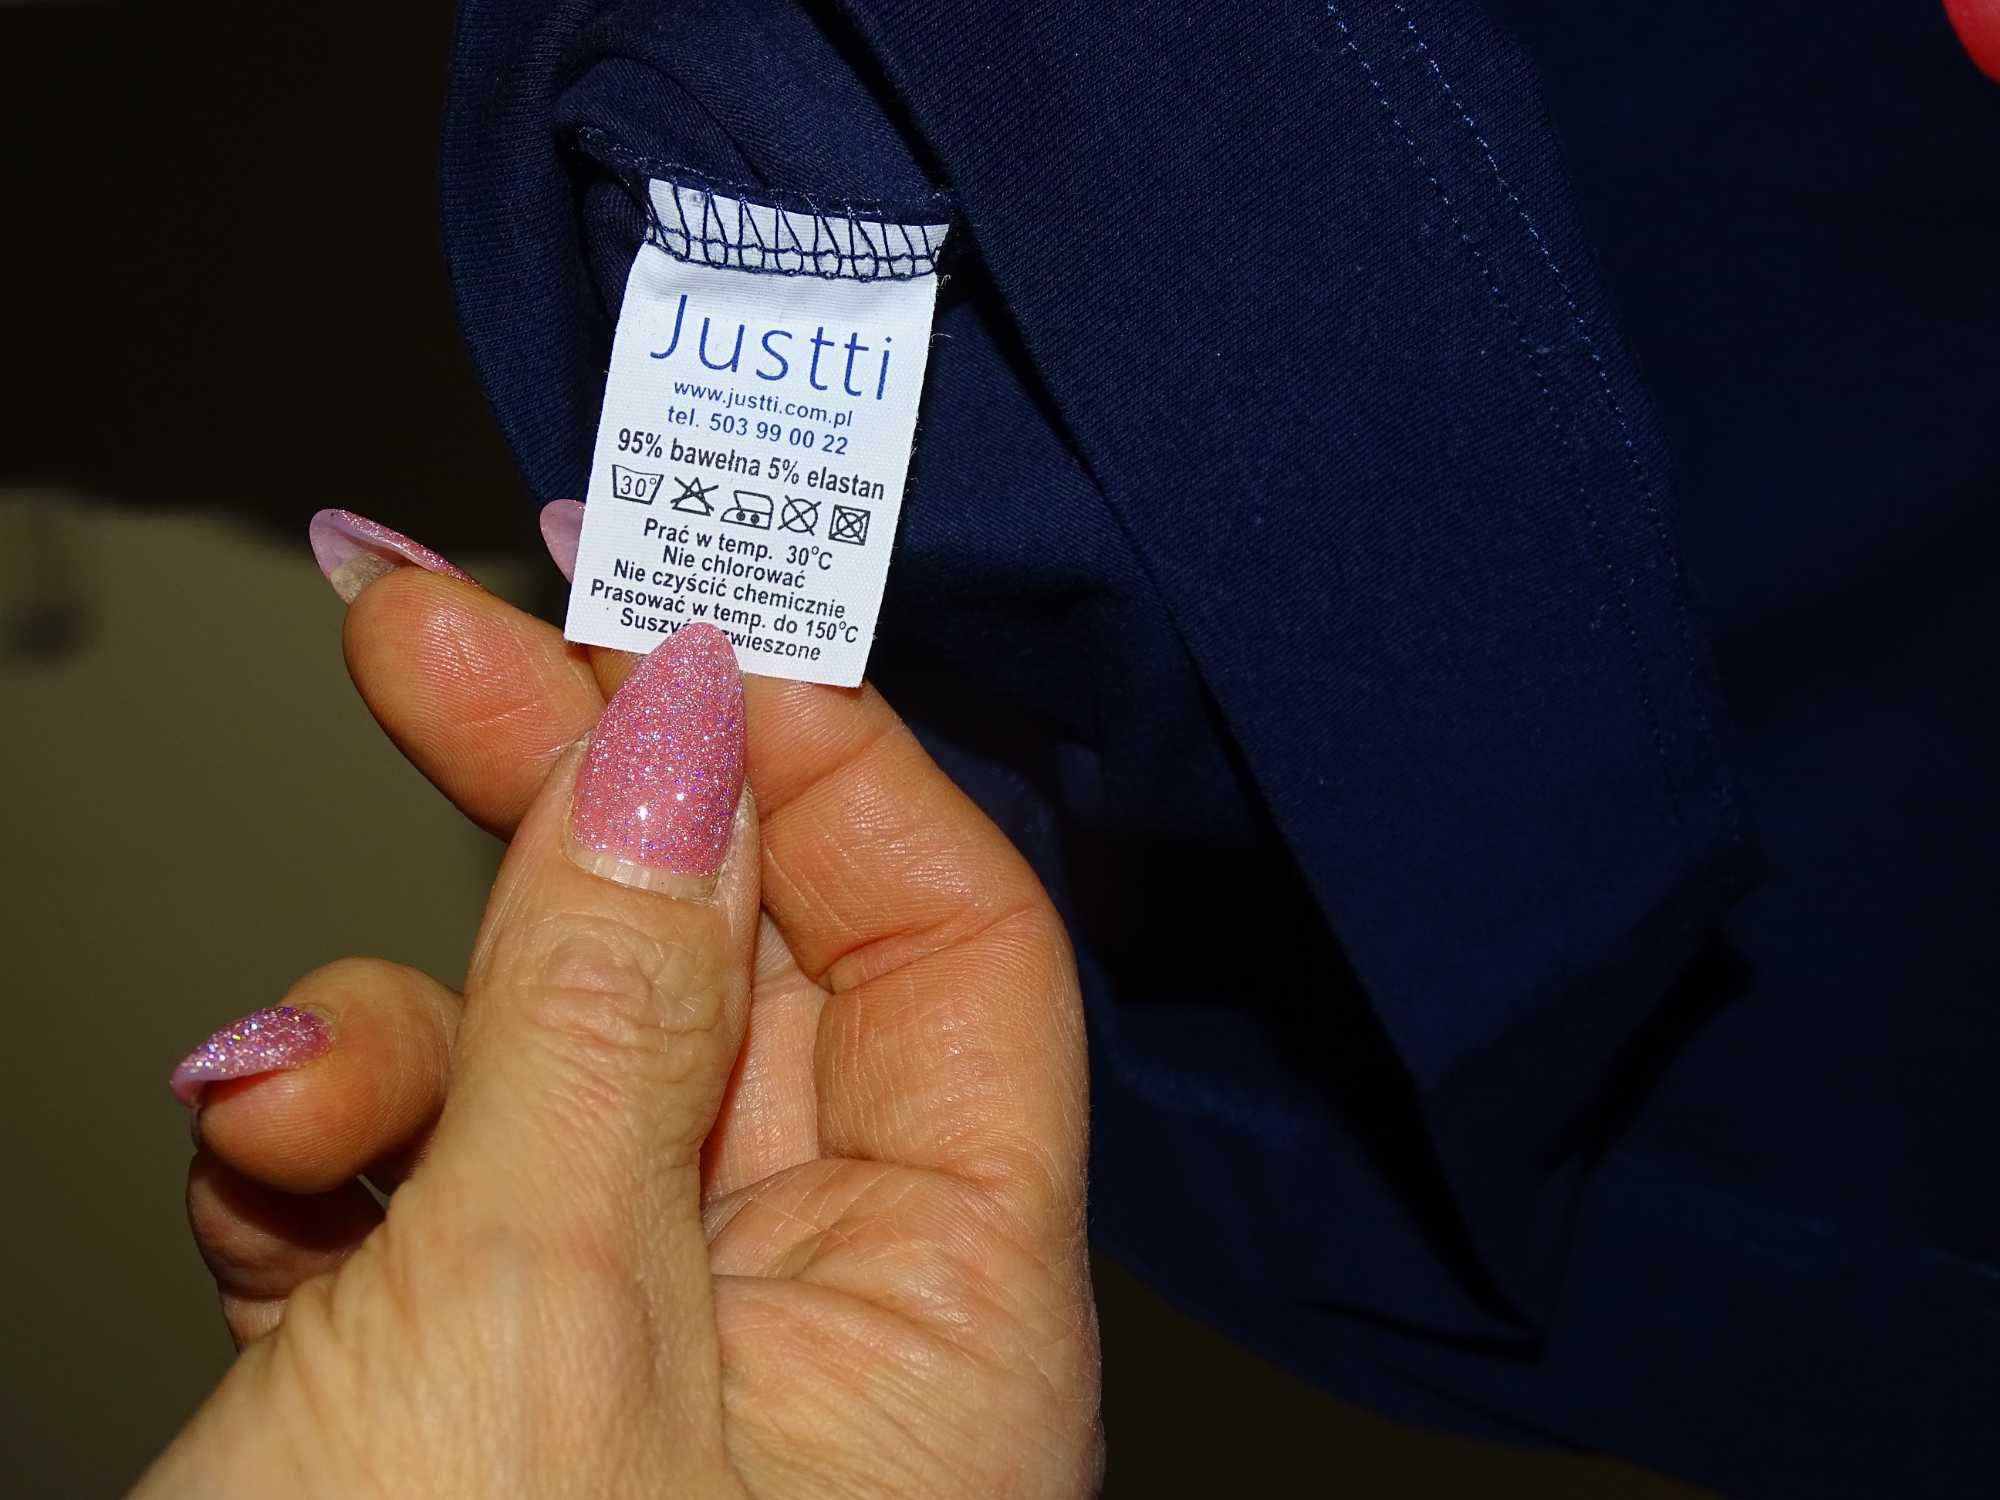 Justti
www.justti.com.pl
tel. 503 99 00 22
95% bawełna 5% elastan
30°
Prać w temp. 30°C
Nie chlorować
Nie czyścić chemicznie
Prasować w temp. do 150°C